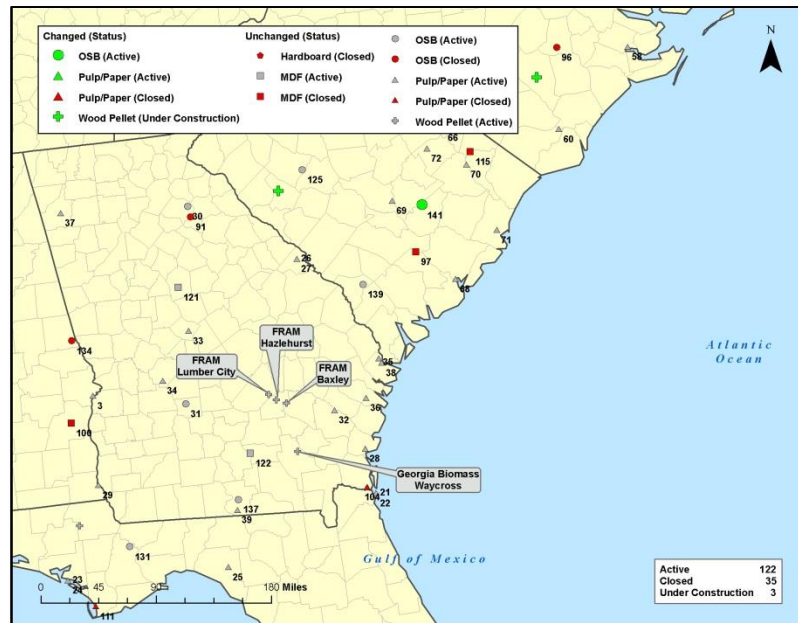 Changed (Status)
OSB (Active)
Pulp/Paper (Active)
Pulp/Paper (Closed)
Wood Pellet (Under Construction)
Unchanged (Status)
Hardboard (Closed)
MDF (Active)
MDF (Closed)
OSB (Active)
OSB (Closed)
Pulp/Paper (Active)
Pulp/Paper (Closed)
Wood Pellet (Active)
N
96
58
60
66
72
115
70
125
69
141
30
91
37
71
97
26
27
68
139
121
33
134
FRAM
Hazlehurst
FRAM
Lumber City
FRAM
Baxley
35
38
Atlantic
Ocean
34
3
31
32
36
100
28
122
Georgia Biomass
Waycross
29
104
21
22
137
39
131
Gulf of Mexico
25
23
24
111
0 45 90 180 Miles
Active 122
Closed 35
Under Construction 3